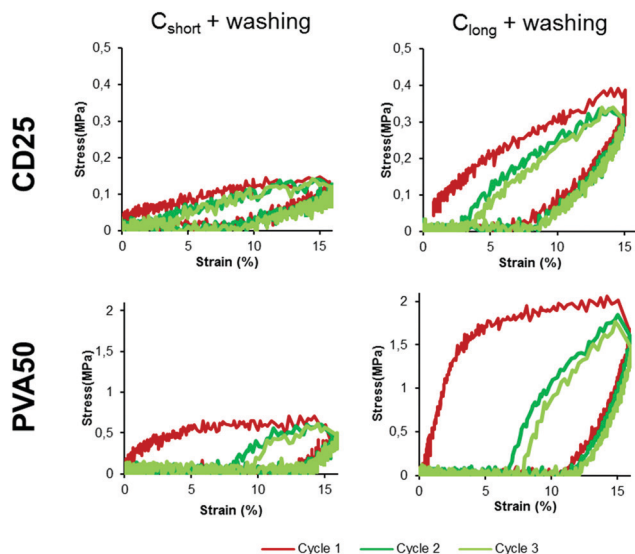 C_short + washing
C_long + washing
CD25
Stress(MPa)
0,5
0,4
0,3
0,2
0,1
0
0
5
10
15
Strain (%)
Stress(MPa)
0,5
0,4
0,3
0,2
0,1
0
0
5
10
15
Strain (%)
PVA50
Stress(MPa)
2
1,5
1
0,5
0
0
5
10
15
Strain (%)
Stress(MPa)
2
1,5
1
0,5
0
0
5
10
15
Strain (%)
Cycle 1
Cycle 2
Cycle 3